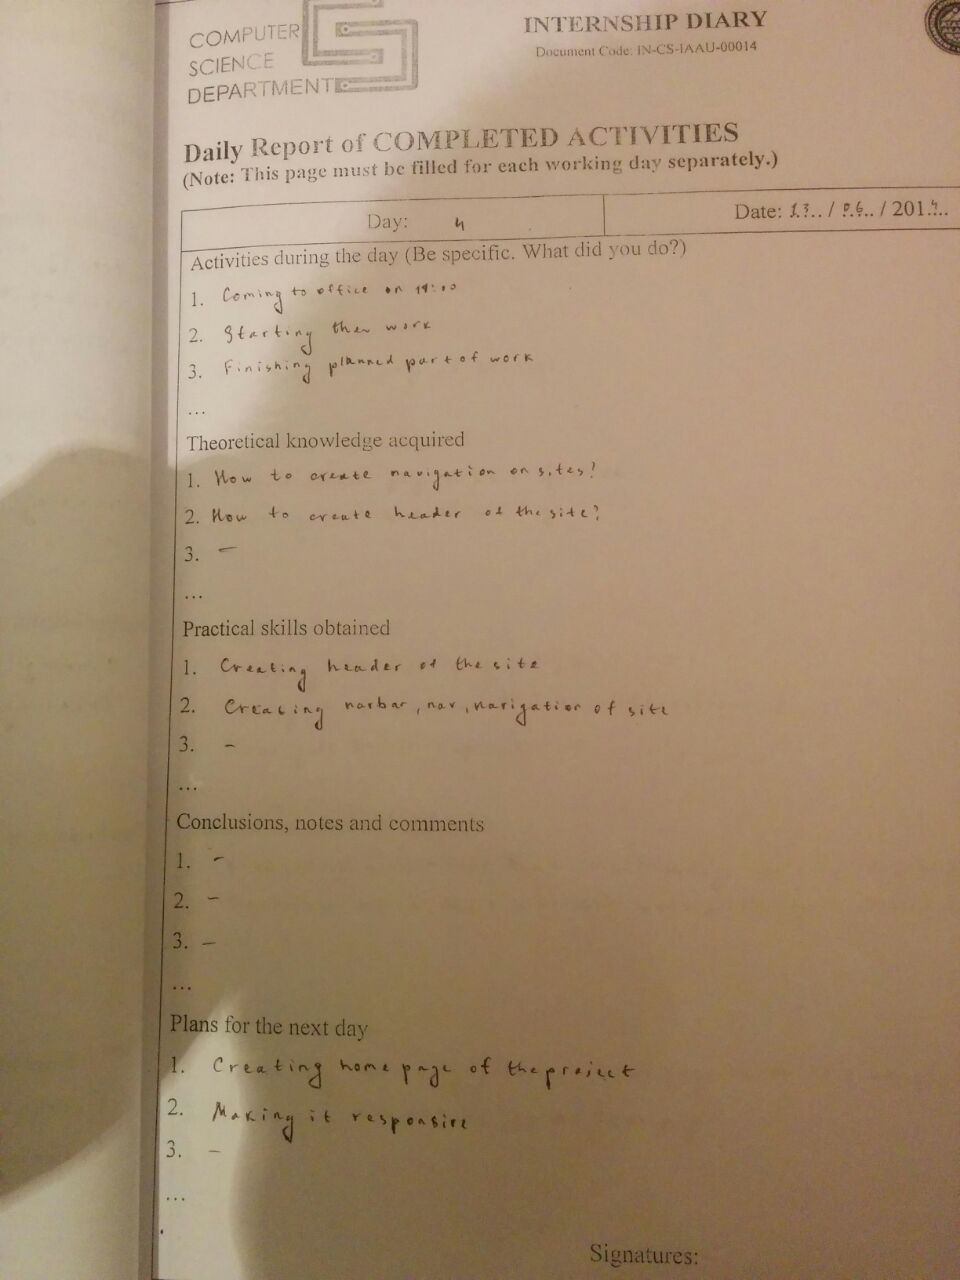 COMPUTER
SCIENCE
DEPARTMENT
INTERNSHIP DIARY
Document Code: IN-CS-IAAU-00014
Daily Report of COMPLETED ACTIVITIES
(Note: This page must be filled for each working day separately.)
Day: 4
Date: 13../ 06../ 201
Activities during the day (Be specific. What did you do?)
1. Coming to office on
2. Starting then work
3. Finishing planned part of work
...
Theoretical knowledge acquired
1. How to create navigation on sites?
2. How to create header of the site?
3. -
...
Practical skills obtained
1. Creating header of the site
2. Creating navbar, nav, navigation of site
3. -
...
Conclusions, notes and comments
1. -
2. -
3. -
...
Plans for the next day
1. Creating home page of the project
2. Making it responsive
3. -
...
Signatures: